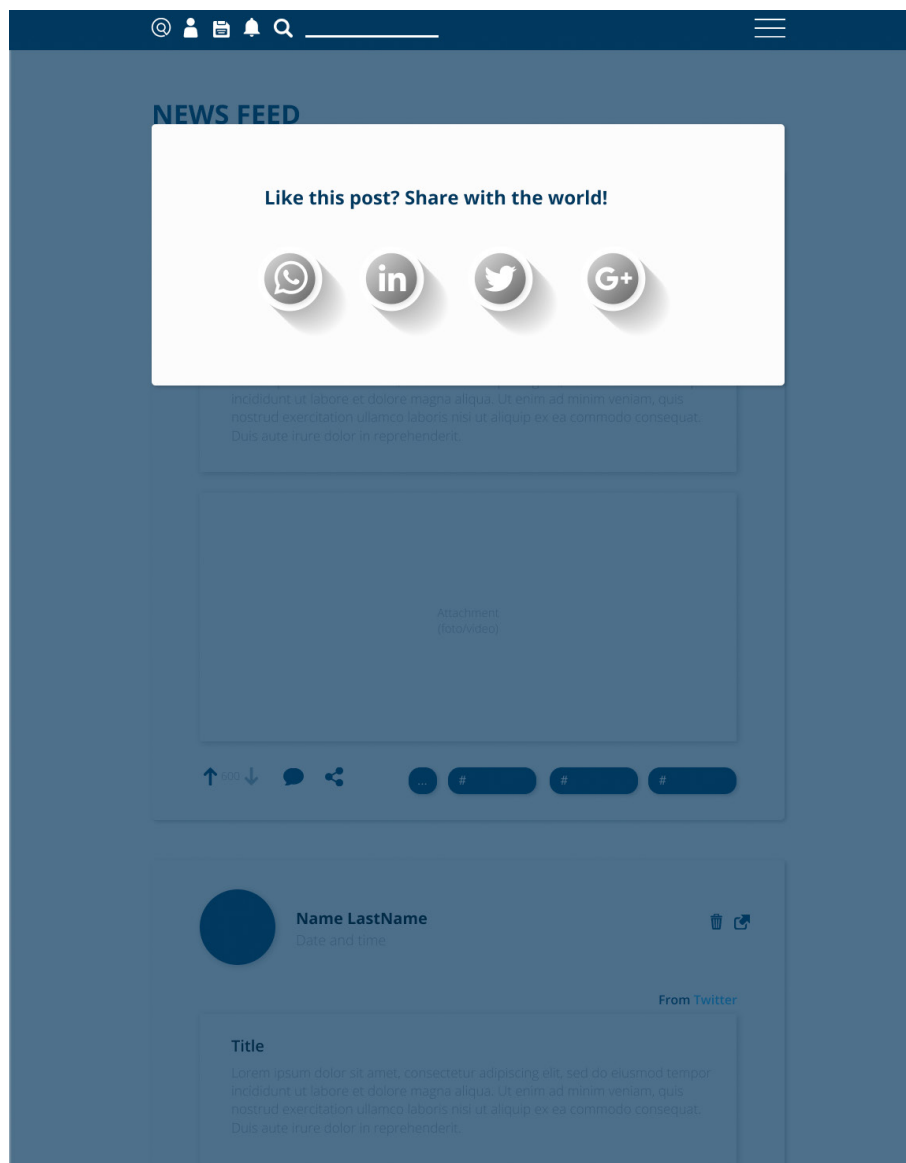 NEWS FEED
Like this post? Share with the world!
in
G+
incididunt ut labore et dolore magna aliqua. Ut enim ad minim veniam, quis
nostrud exercitation ullamco laboris nisi ut aliquip ex ea commodo consequat.
Duis aute irure dolor in reprehenderit.
Attachment
(foto/video)
600
...
#
#
#
Name LastName
Date and time
From Twitter
Title
Lorem ipsum dolor sit amet, consectetur adipiscing elit, sed do eiusmod tempor
incididunt ut labore et dolore magna aliqua. Ut enim ad minim veniam, quis
nostrud exercitation ullamco laboris nisi ut aliquip ex ea commodo consequat.
Duis aute irure dolor in reprehenderit.